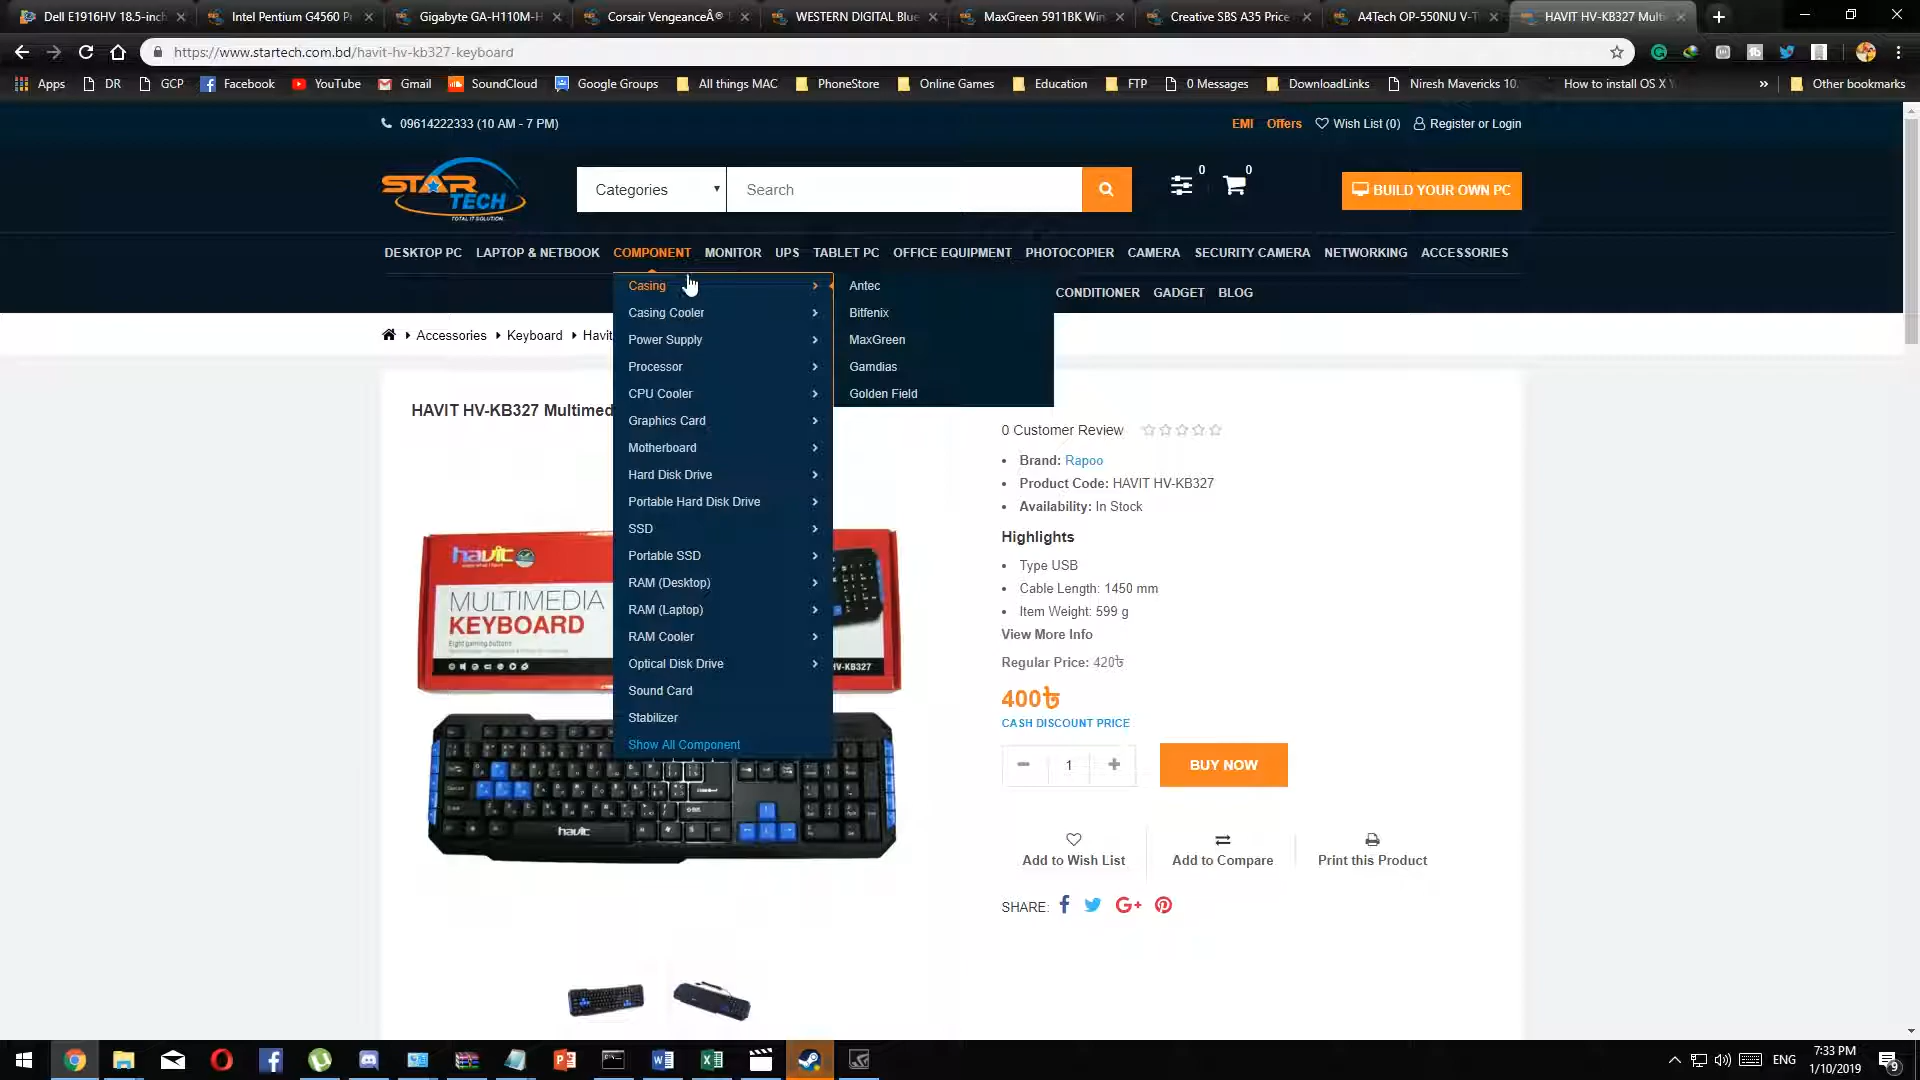 Dell E1916HV 18.5-inch
Intel Pentium G4560 P
Gigabyte GA-H110M-H
Corsair VengeanceÂ®
WESTERN DIGITAL Blue
MaxGreen 5911BK Win
Creative SBS A35 Price
A4Tech OP-550NU V-T
HAVIT HV-KB327 Multi
https://www.startech.com.bd/havit-hv-kb327-keyboard
Apps
DR
GCP
Facebook
YouTube
Gmail
SoundCloud
Google Groups
All things MAC
PhoneStore
Online Games
Education
FTP
0 Messages
DownloadLinks
Niresh Mavericks 10.
How to install OS X Y
»
Other bookmarks
09614222333 (10 AM - 7 PM)
EMI
Offers
Wish List (0)
Register or Login
STAR TECH
TOTAL IT SOLUTION
Categories
Search
0
0
BUILD YOUR OWN PC
DESKTOP PC
LAPTOP & NETBOOK
COMPONENT
MONITOR
UPS
TABLET PC
OFFICE EQUIPMENT
PHOTOCOPIER
CAMERA
SECURITY CAMERA
NETWORKING
ACCESSORIES
CONDITIONER
GADGET
BLOG
Casing
Casing Cooler
Power Supply
Processor
CPU Cooler
Graphics Card
Motherboard
Hard Disk Drive
Portable Hard Disk Drive
SSD
Portable SSD
RAM (Desktop)
RAM (Laptop)
RAM Cooler
Optical Disk Drive
Sound Card
Stabilizer
Show All Component
Antec
Bitfenix
MaxGreen
Gamdias
Golden Field
Accessories
Keyboard
Havit
HAVIT HV-KB327 Multimed
havit
MULTIMEDIA
KEYBOARD
Eight gaming buttons
HV-KB327
havit
0 Customer Review
Brand: Rapoo
Product Code: HAVIT HV-KB327
Availability: In Stock
Highlights
Type USB
Cable Length: 1450 mm
Item Weight: 599 g
View More Info
Regular Price: 420৳
400৳
CASH DISCOUNT PRICE
1
BUY NOW
Add to Wish List
Add to Compare
Print this Product
SHARE:
ENG
7:33 PM
1/10/2019
9